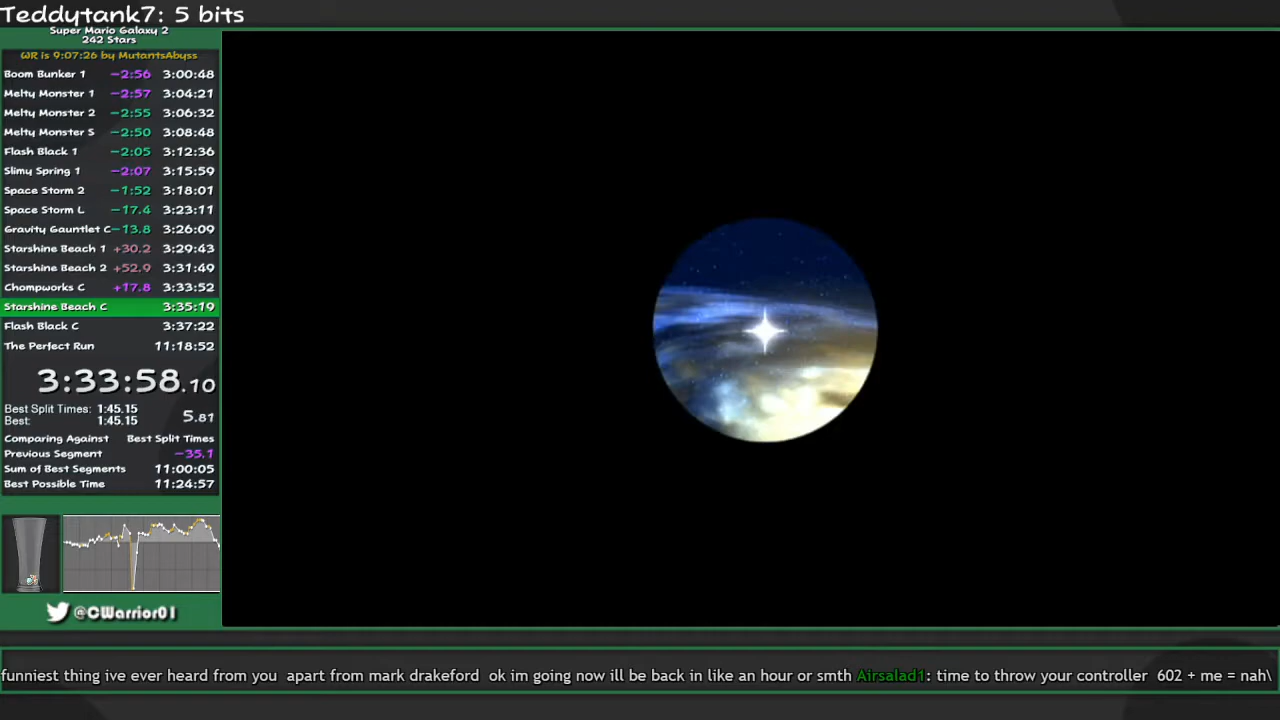 Teddytank7: 5 bits
Super Mario Galaxy 2
242 Stars
WR is 9:07:26 by MutantsAbyss
Boom Bunker 1 −2:56 3:00:48
Melty Monster 1 −2:57 3:04:21
Melty Monster 2 −2:55 3:06:32
Melty Monster S −2:50 3:08:48
Flash Black 1 −2:05 3:12:36
Slimy Spring 1 −2:07 3:15:59
Space Storm 2 −1:52 3:18:01
Space Storm L −17.4 3:23:11
Gravity Gauntlet C −13.8 3:26:09
Starshine Beach 1 +30.2 3:29:43
Starshine Beach 2 +52.9 3:31:49
Chompworks C +17.8 3:33:52
Starshine Beach C 3:35:19
Flash Black C 3:37:22
The Perfect Run 11:18:52
3:33:58.10
Best Split Times: 1:45.15
Best: 1:45.15 5.81
Comparing Against Best Split Times
Previous Segment −35.1
Sum of Best Segments 11:00:05
Best Possible Time 11:24:57
@CWarrior01
funniest thing ive ever heard from you apart from mark drakeford ok im going now ill be back in like an hour or smth Airsalad1: time to throw your controller 602 + me = nah\